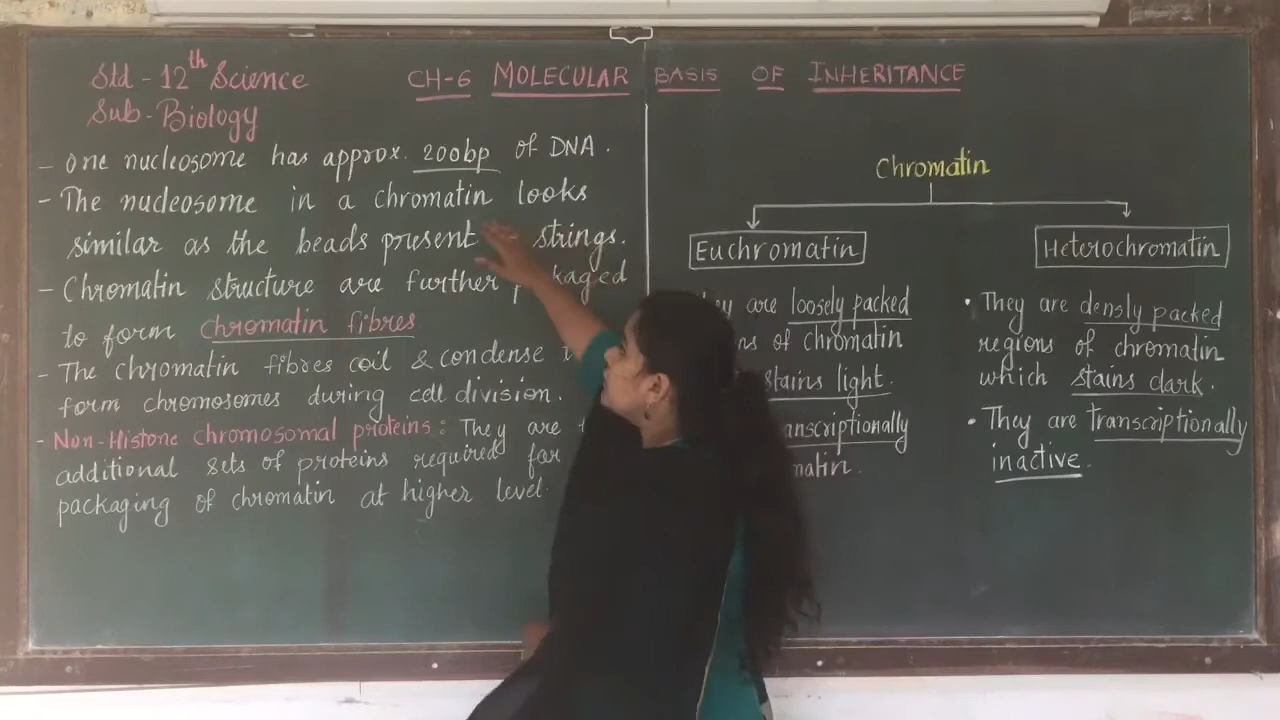 Std - 12th Science
Sub - Biology
CH-6 MOLECULAR BASIS OF INHERITANCE
- One nucleosome has approx. 200bp of DNA.
- The nucleosome in a chromatin looks
similar as the beads present strings.
- Chromatin structure are further
to form chromatin fibres
- The chromatin fibres coil & condense
form chromosomes during cell division.
- Non-Histone chromosomal proteins: They are
additional sets of proteins required for
packaging of chromatin at higher level.
Chromatin
Euchromatin
are loosely packed
of chromatin
stains light.
Heterochromatin
• They are densly packed
regions of chromatin
which stains dark.
• They are transcriptionally
inactive.